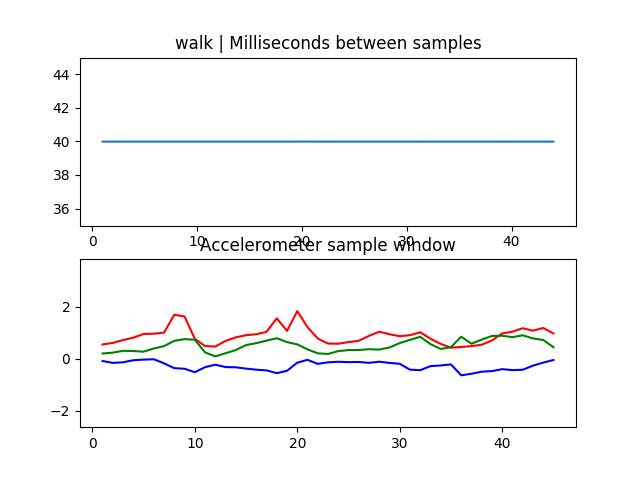 walk | Milliseconds between samples
44
42
40
38
36
0 10 20 30 40
Accelerometer sample window
2
0
−2
0 10 20 30 40